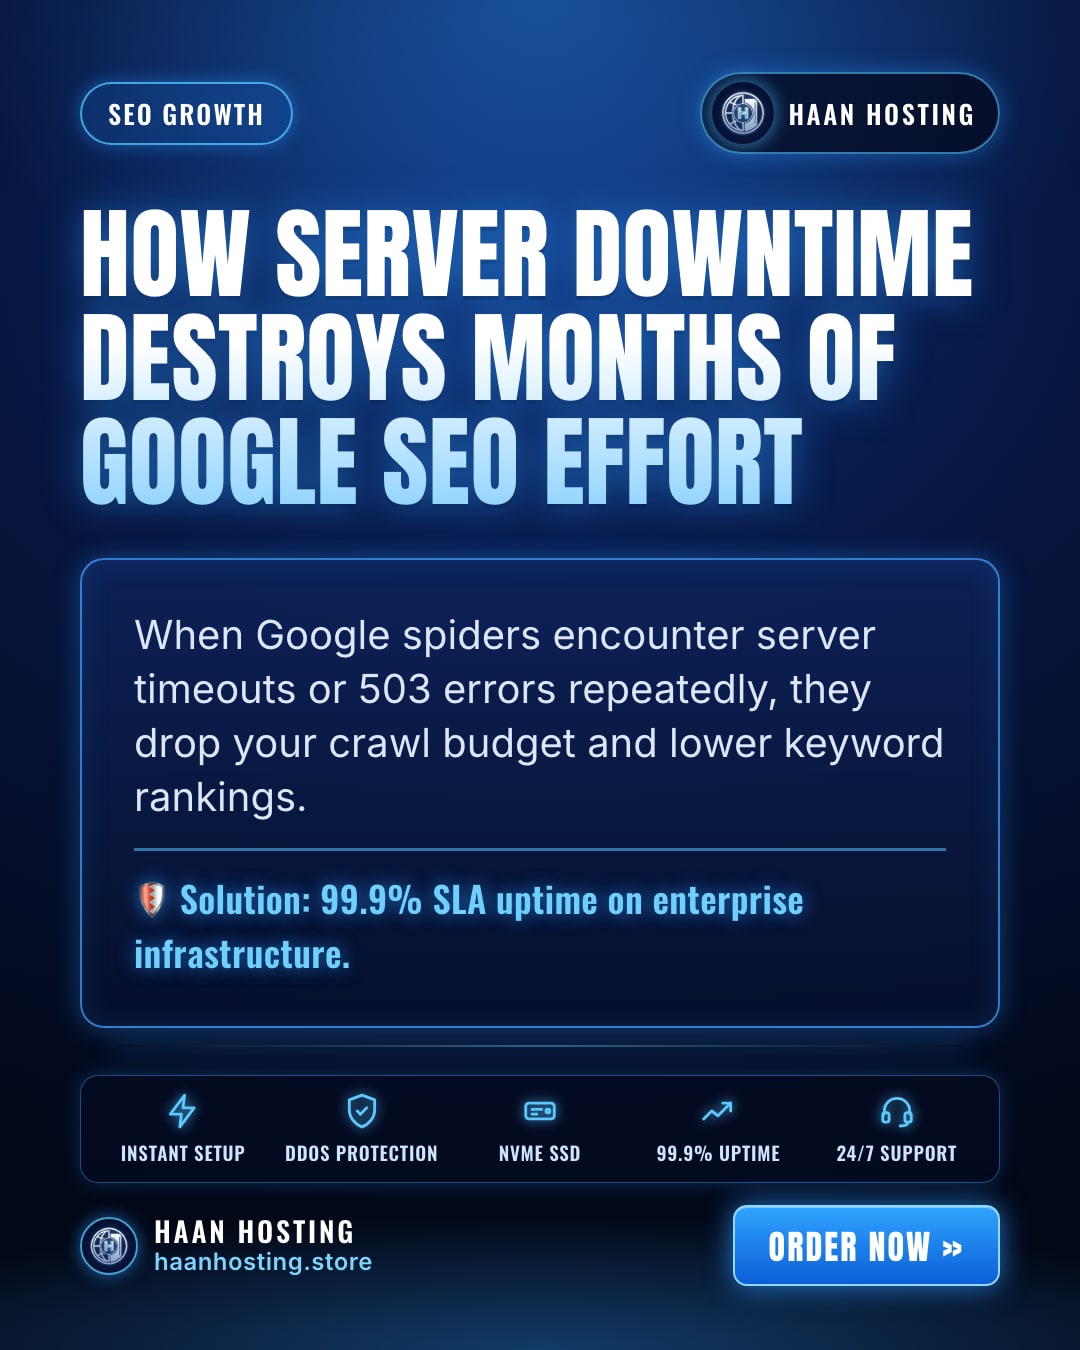 SEO GROWTH
HAAN HOSTING
HOW SERVER DOWNTIME
DESTROYS MONTHS OF
GOOGLE SEO EFFORT
When Google spiders encounter server
timeouts or 503 errors repeatedly, they
drop your crawl budget and lower keyword
rankings.
Solution: 99.9% SLA uptime on enterprise
infrastructure.
INSTANT SETUP
DDOS PROTECTION
NVME SSD
99.9% UPTIME
24/7 SUPPORT
HAAN HOSTING
haanhosting.store
ORDER NOW »